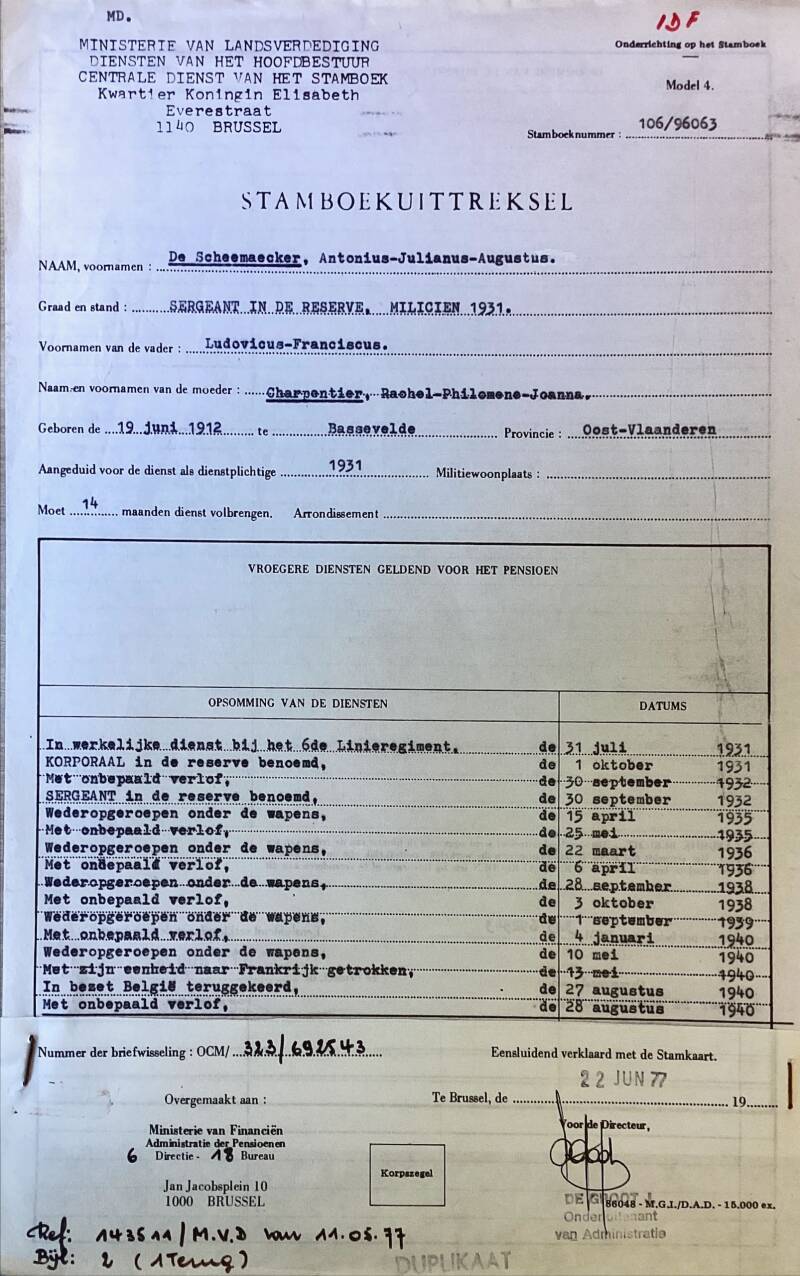 MD.
IDF
MINISTERIE VAN LANDSVERDEDIGING
DIENSTEN VAN HET HOOFDBESTUUR
CENTRALE DIENST VAN HET STAMBOEK
Kwartier Koningin Elisabeth
Everestraat
1140 BRUSSEL
Onderrichting op het Stamboek
Model 4.
Stamboeknummer : 106/96063
STAMBOEKUITTREKSEL
NAAM, voornamen : De Scheemaecker, Antonius-Julianus-Augustus.
Graad en stand : SERGEANT IN DE RESERVE, MILICIEN 1931.
Voornamen van de vader : Ludovicus-Franciscus.
Naam en voornamen van de moeder : Charpentier, Rachel-Philomene-Joanna.
Geboren de 19 juni 1912 te Bassevelde Provincie : Oost-Vlaanderen
Aangeduid voor de dienst als dienstplichtige 1931 Militiewoonplaats :
Moet 14 maanden dienst volbrengen. Arrondissement
VROEGERE DIENSTEN GELDEND VOOR HET PENSIOEN
OPSOMMING VAN DE DIENSTEN DATUMS
In werkelijke dienst bij het 6de Linieregiment. de 31 juli 1931
KORPORAAL in de reserve benoemd, de 1 oktober 1931
Met onbepaald verlof, de 30 september 1932
SERGEANT in de reserve benoemd, de 30 september 1932
Wederopgeroepen onder de wapens, de 15 april 1935
Met onbepaald verlof, de 25 mei 1935
Wederopgeroepen onder de wapens, de 22 maart 1936
Met onbepaald verlof, de 6 april 1936
Wederopgeroepen onder de wapens, de 28 september 1938
Met onbepaald verlof, de 3 oktober 1938
Wederopgeroepen onder de wapens, de 1 september 1939
Met onbepaald verlof, de 4 januari 1940
Wederopgeroepen onder de wapens, de 10 mei 1940
Met zijn eenheid naar Frankrijk getrokken, de 13 mei 1940
In bezet België teruggekeerd, de 27 augustus 1940
Met onbepaald verlof, de 28 augustus 1940
Nummer der briefwisseling : OCM/ 323/692543
Eensluidend verklaard met de Stamkaart.
22 JUN 77
Overgemaakt aan :
Te Brussel, de 19
Ministerie van Financiën
Administratie der Pensioenen
6 Directie - 18 Bureau
Jan Jacobsplein 10
1000 BRUSSEL
Korpszegel
Voor de Directeur,
DE GROOT J.
86048 - M.G.I./D.A.D. - 15.000 ex.
Onderluitenant
van Administratie
Ref: 143511/M.V.D van 11.05.77
Bijl: 2 (1 Terug)
DUPLIKAAT